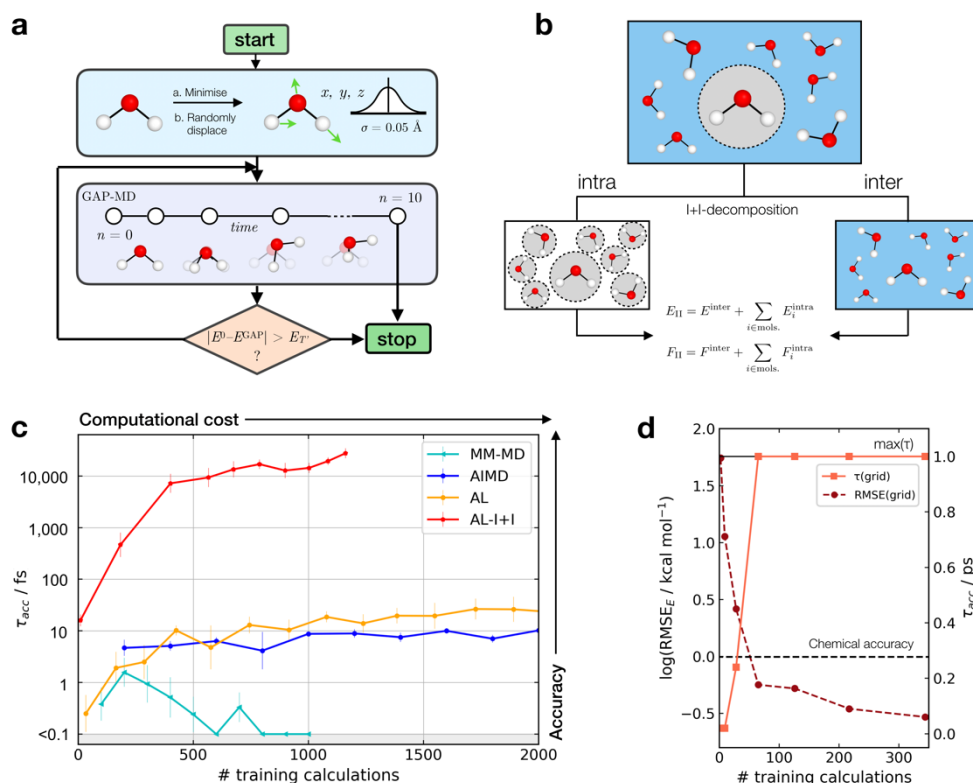 a
start
a. Minimise
b. Randomly
displace
x, y, z
σ = 0.05 Å
GAP-MD
n = 10
n = 0
time
|E⁰−E^GAP| > E_T
?
stop
b
intra
inter
I+I-decomposition
E_II = E^inter + ∑_{i∈mols.} E_i^intra
F_II = F^inter + ∑_{i∈mols.} F_i^intra
Computational cost
c
MM-MD
AIMD
AL
AL-I+I
10,000
1,000
100
10
1
<0.1
τ_acc / fs
0
500
1000
1500
2000
# training calculations
Accuracy
d
max(τ)
τ(grid)
RMSE(grid)
Chemical accuracy
2.0
1.5
1.0
0.5
0.0
−0.5
log(RMSE_E / kcal mol⁻¹)
1.0
0.8
0.6
0.4
0.2
0.0
τ_acc / ps
0
100
200
300
# training calculations